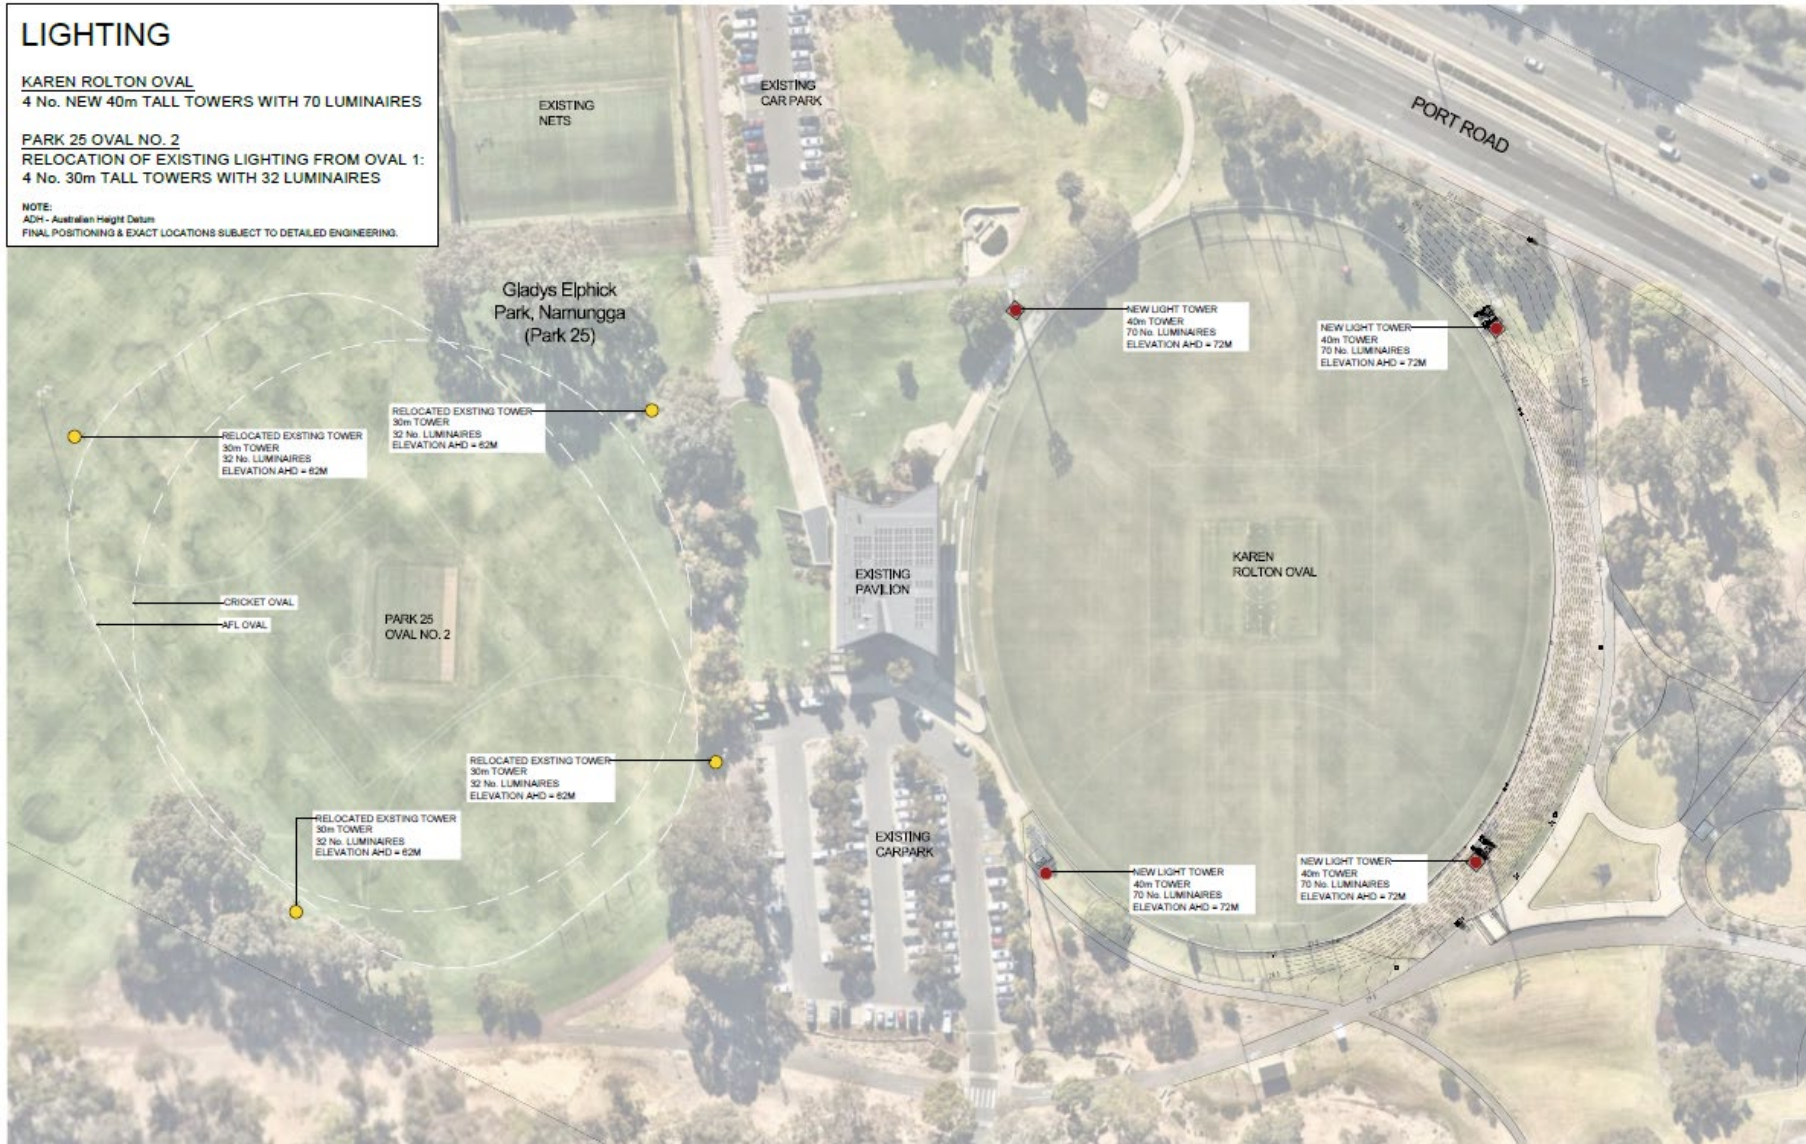 LIGHTING
KAREN ROLTON OVAL
4 No. NEW 40m TALL TOWERS WITH 70 LUMINAIRES
PARK 25 OVAL NO. 2
RELOCATION OF EXISTING LIGHTING FROM OVAL 1:
4 No. 30m TALL TOWERS WITH 32 LUMINAIRES
NOTE:
ADH - Australian Height Datum
FINAL POSITIONING & EXACT LOCATIONS SUBJECT TO DETAILED ENGINEERING.
EXISTING
NETS
EXISTING
CAR PARK
PORT ROAD
Gladys Elphick
Park, Narnungga
(Park 25)
NEW LIGHT TOWER
40m TOWER
70 No. LUMINAIRES
ELEVATION AHD = 72M
NEW LIGHT TOWER
40m TOWER
70 No. LUMINAIRES
ELEVATION AHD = 72M
RELOCATED EXSTING TOWER
30m TOWER
32 No. LUMINAIRES
ELEVATION AHD = 62M
RELOCATED EXSTING TOWER
30m TOWER
32 No. LUMINAIRES
ELEVATION AHD = 62M
EXISTING
PAVILION
KAREN
ROLTON OVAL
CRICKET OVAL
AFL OVAL
PARK 25
OVAL NO. 2
RELOCATED EXSTING TOWER
30m TOWER
32 No. LUMINAIRES
ELEVATION AHD = 62M
RELOCATED EXSTING TOWER
30m TOWER
32 No. LUMINAIRES
ELEVATION AHD = 62M
EXISTING
CARPARK
NEW LIGHT TOWER
40m TOWER
70 No. LUMINAIRES
ELEVATION AHD = 72M
NEW LIGHT TOWER
40m TOWER
70 No. LUMINAIRES
ELEVATION AHD = 72M